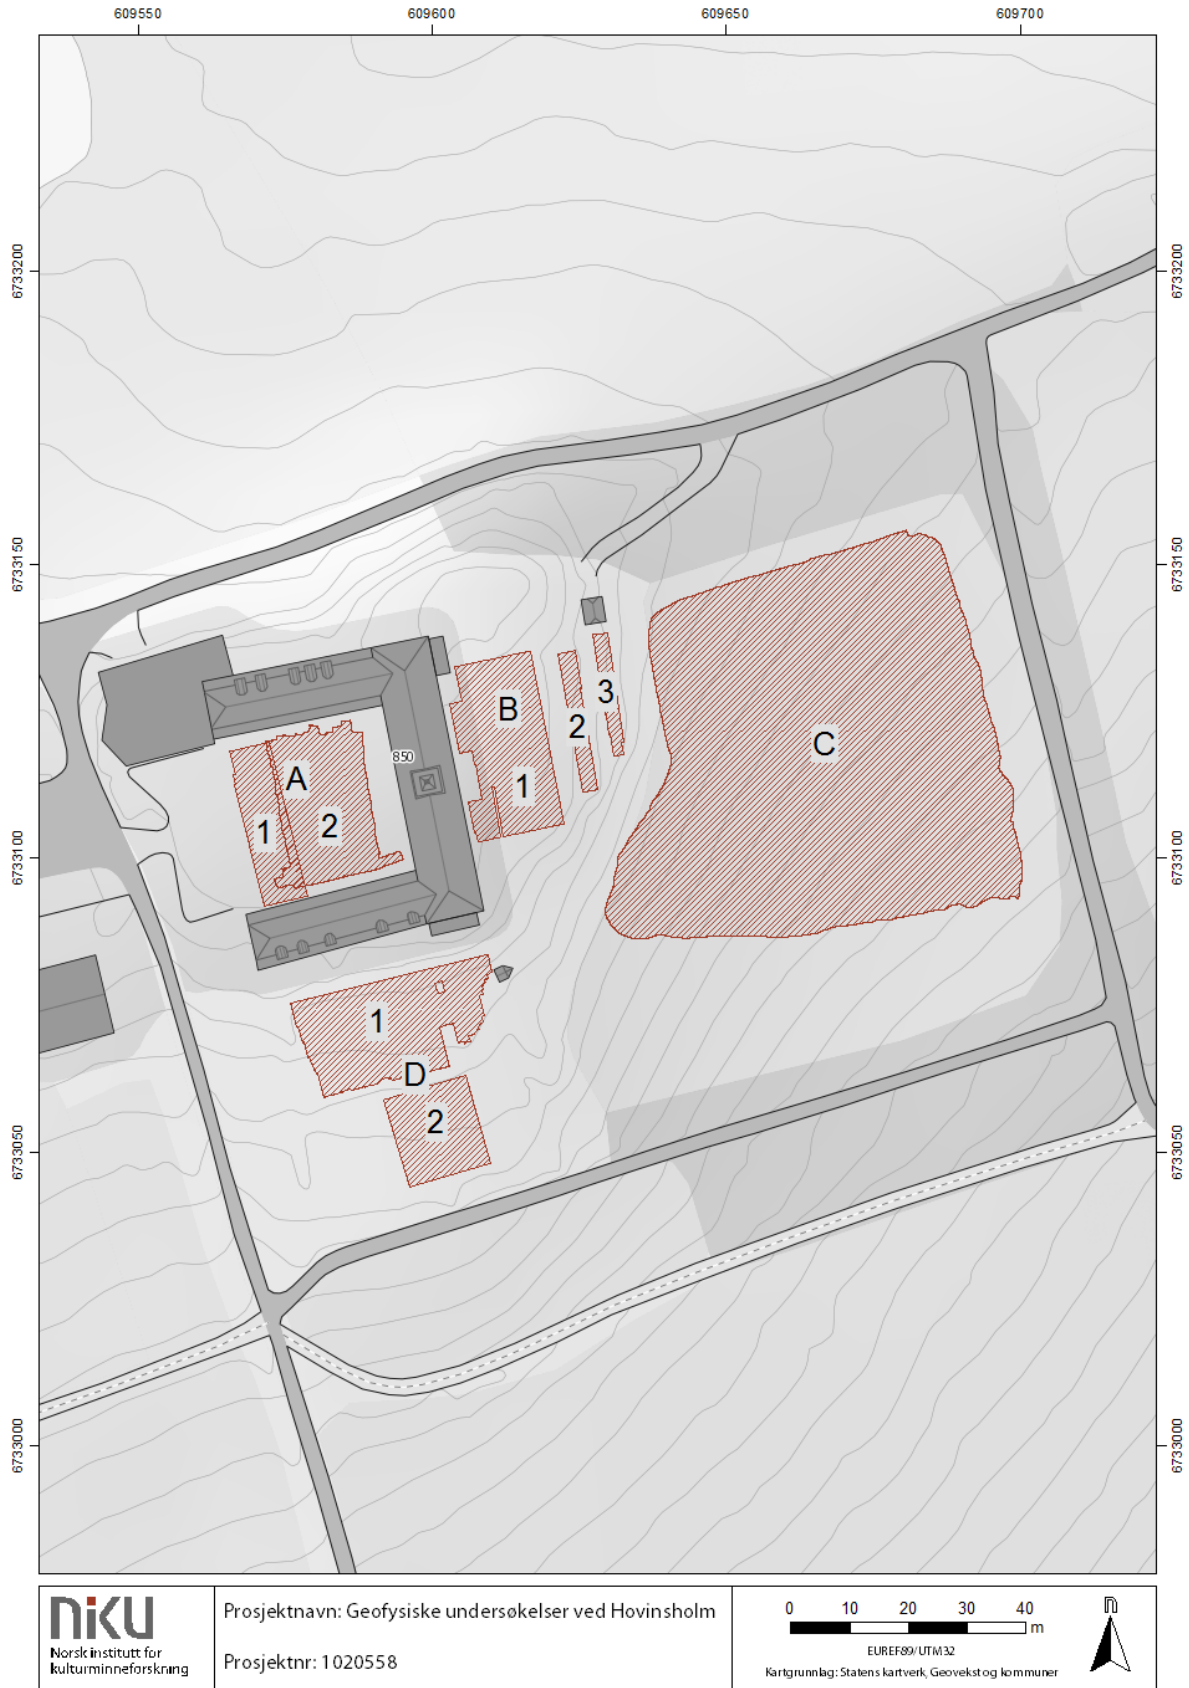 609550 609600 609650 609700
6733200 6733200
6733150 6733150
B
3
2
C
850
A
1
1 2
6733100 6733100
1
D
2
6733050 6733050
6733000 6733000
niku
Norsk institutt for
kulturminneforskning
Prosjektnavn: Geofysiske undersøkelser ved Hovinsholm
Prosjektnr: 1020558
0 10 20 30 40
m
EUREF89/UTM32
Kartgrunnlag: Statens kartverk, Geovekst og kommuner
n